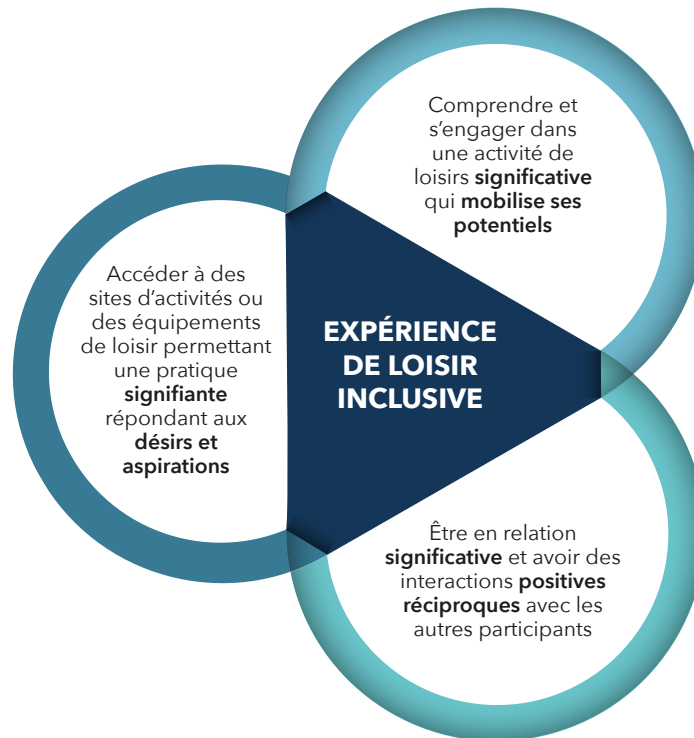 Comprendre et
s’engager dans
une activité de
loisirs significative
qui mobilise ses
potentiels
Accéder à des
sites d’activités ou
des équipements
de loisir permettant
une pratique
signifiante
répondant aux
désirs et
aspirations
EXPÉRIENCE
DE LOISIR
INCLUSIVE
Être en relation
significative et avoir des
interactions positives
réciproques avec les
autres participants